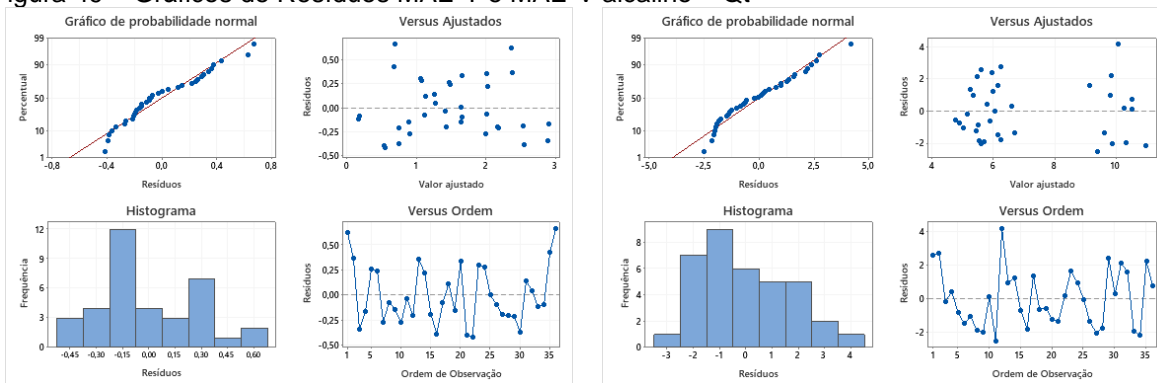 Gráficos de Resíduos MAE e MAE alcalino Qt
Gráfico de probabilidade normal
Percentual
99
90
50
10
1
-0,8 -0,4 0,0 0,4 0,8
Resíduos
Versus Ajustados
Resíduos
0,50
0,25
0,00
-0,25
-0,50
0 1 2 3
Valor ajustado
Gráfico de probabilidade normal
Percentual
99
90
50
10
1
-5,0 -2,5 0,0 2,5 5,0
Resíduos
Versus Ajustados
Resíduos
4
2
0
-2
4 6 8 10
Valor ajustado
Histograma
Frequência
12
9
6
3
0
-0,45 -0,30 -0,15 0,00 0,15 0,30 0,45 0,60
Resíduos
Versus Ordem
Resíduos
0,50
0,25
0,00
-0,25
-0,50
1 5 10 15 20 25 30 35
Ordem de Observação
Histograma
Frequência
8
6
4
2
0
-3 -2 -1 0 1 2 3 4
Resíduos
Versus Ordem
Resíduos
4
2
0
-2
1 5 10 15 20 25 30 35
Ordem de Observação